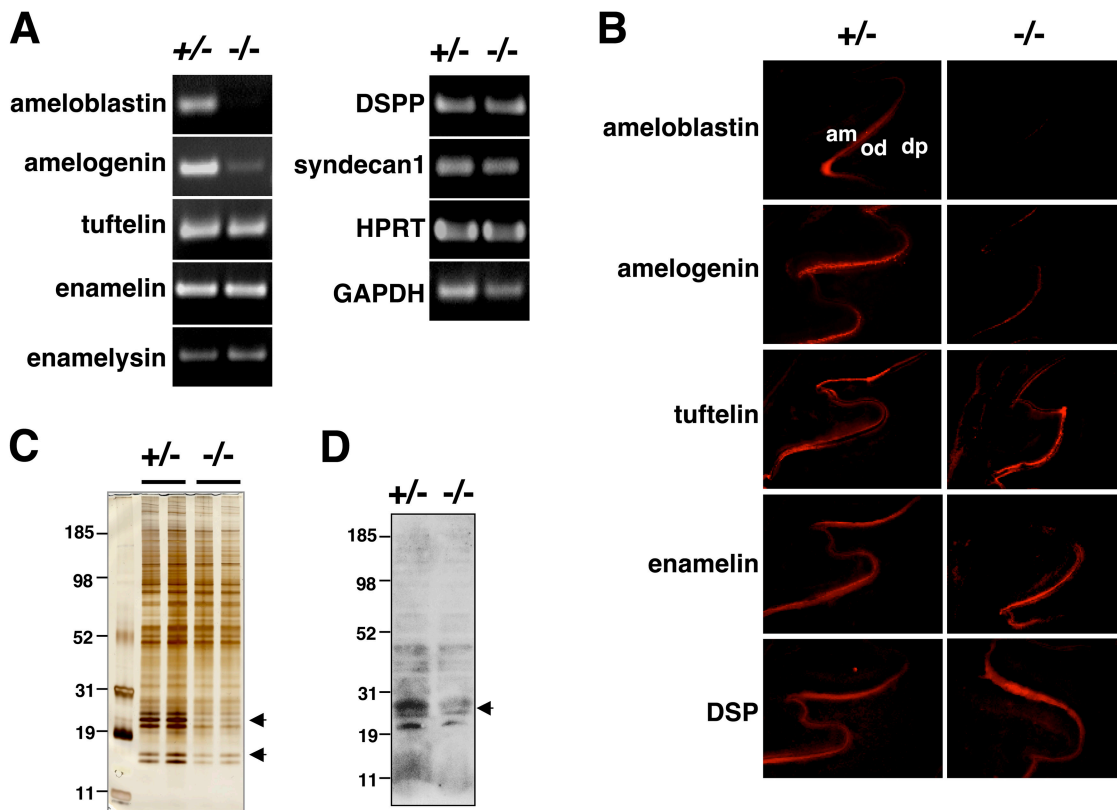 A
+/- -/-
ameloblastin
amelogenin
tuftelin
enamelin
enamelysin
+/- -/-
DSPP
syndecan1
HPRT
GAPDH
B
+/- -/-
ameloblastin
am
od
dp
amelogenin
tuftelin
enamelin
DSP
C
+/- -/-
185
98
52
31
19
11
D
+/- -/-
185
98
52
31
19
11